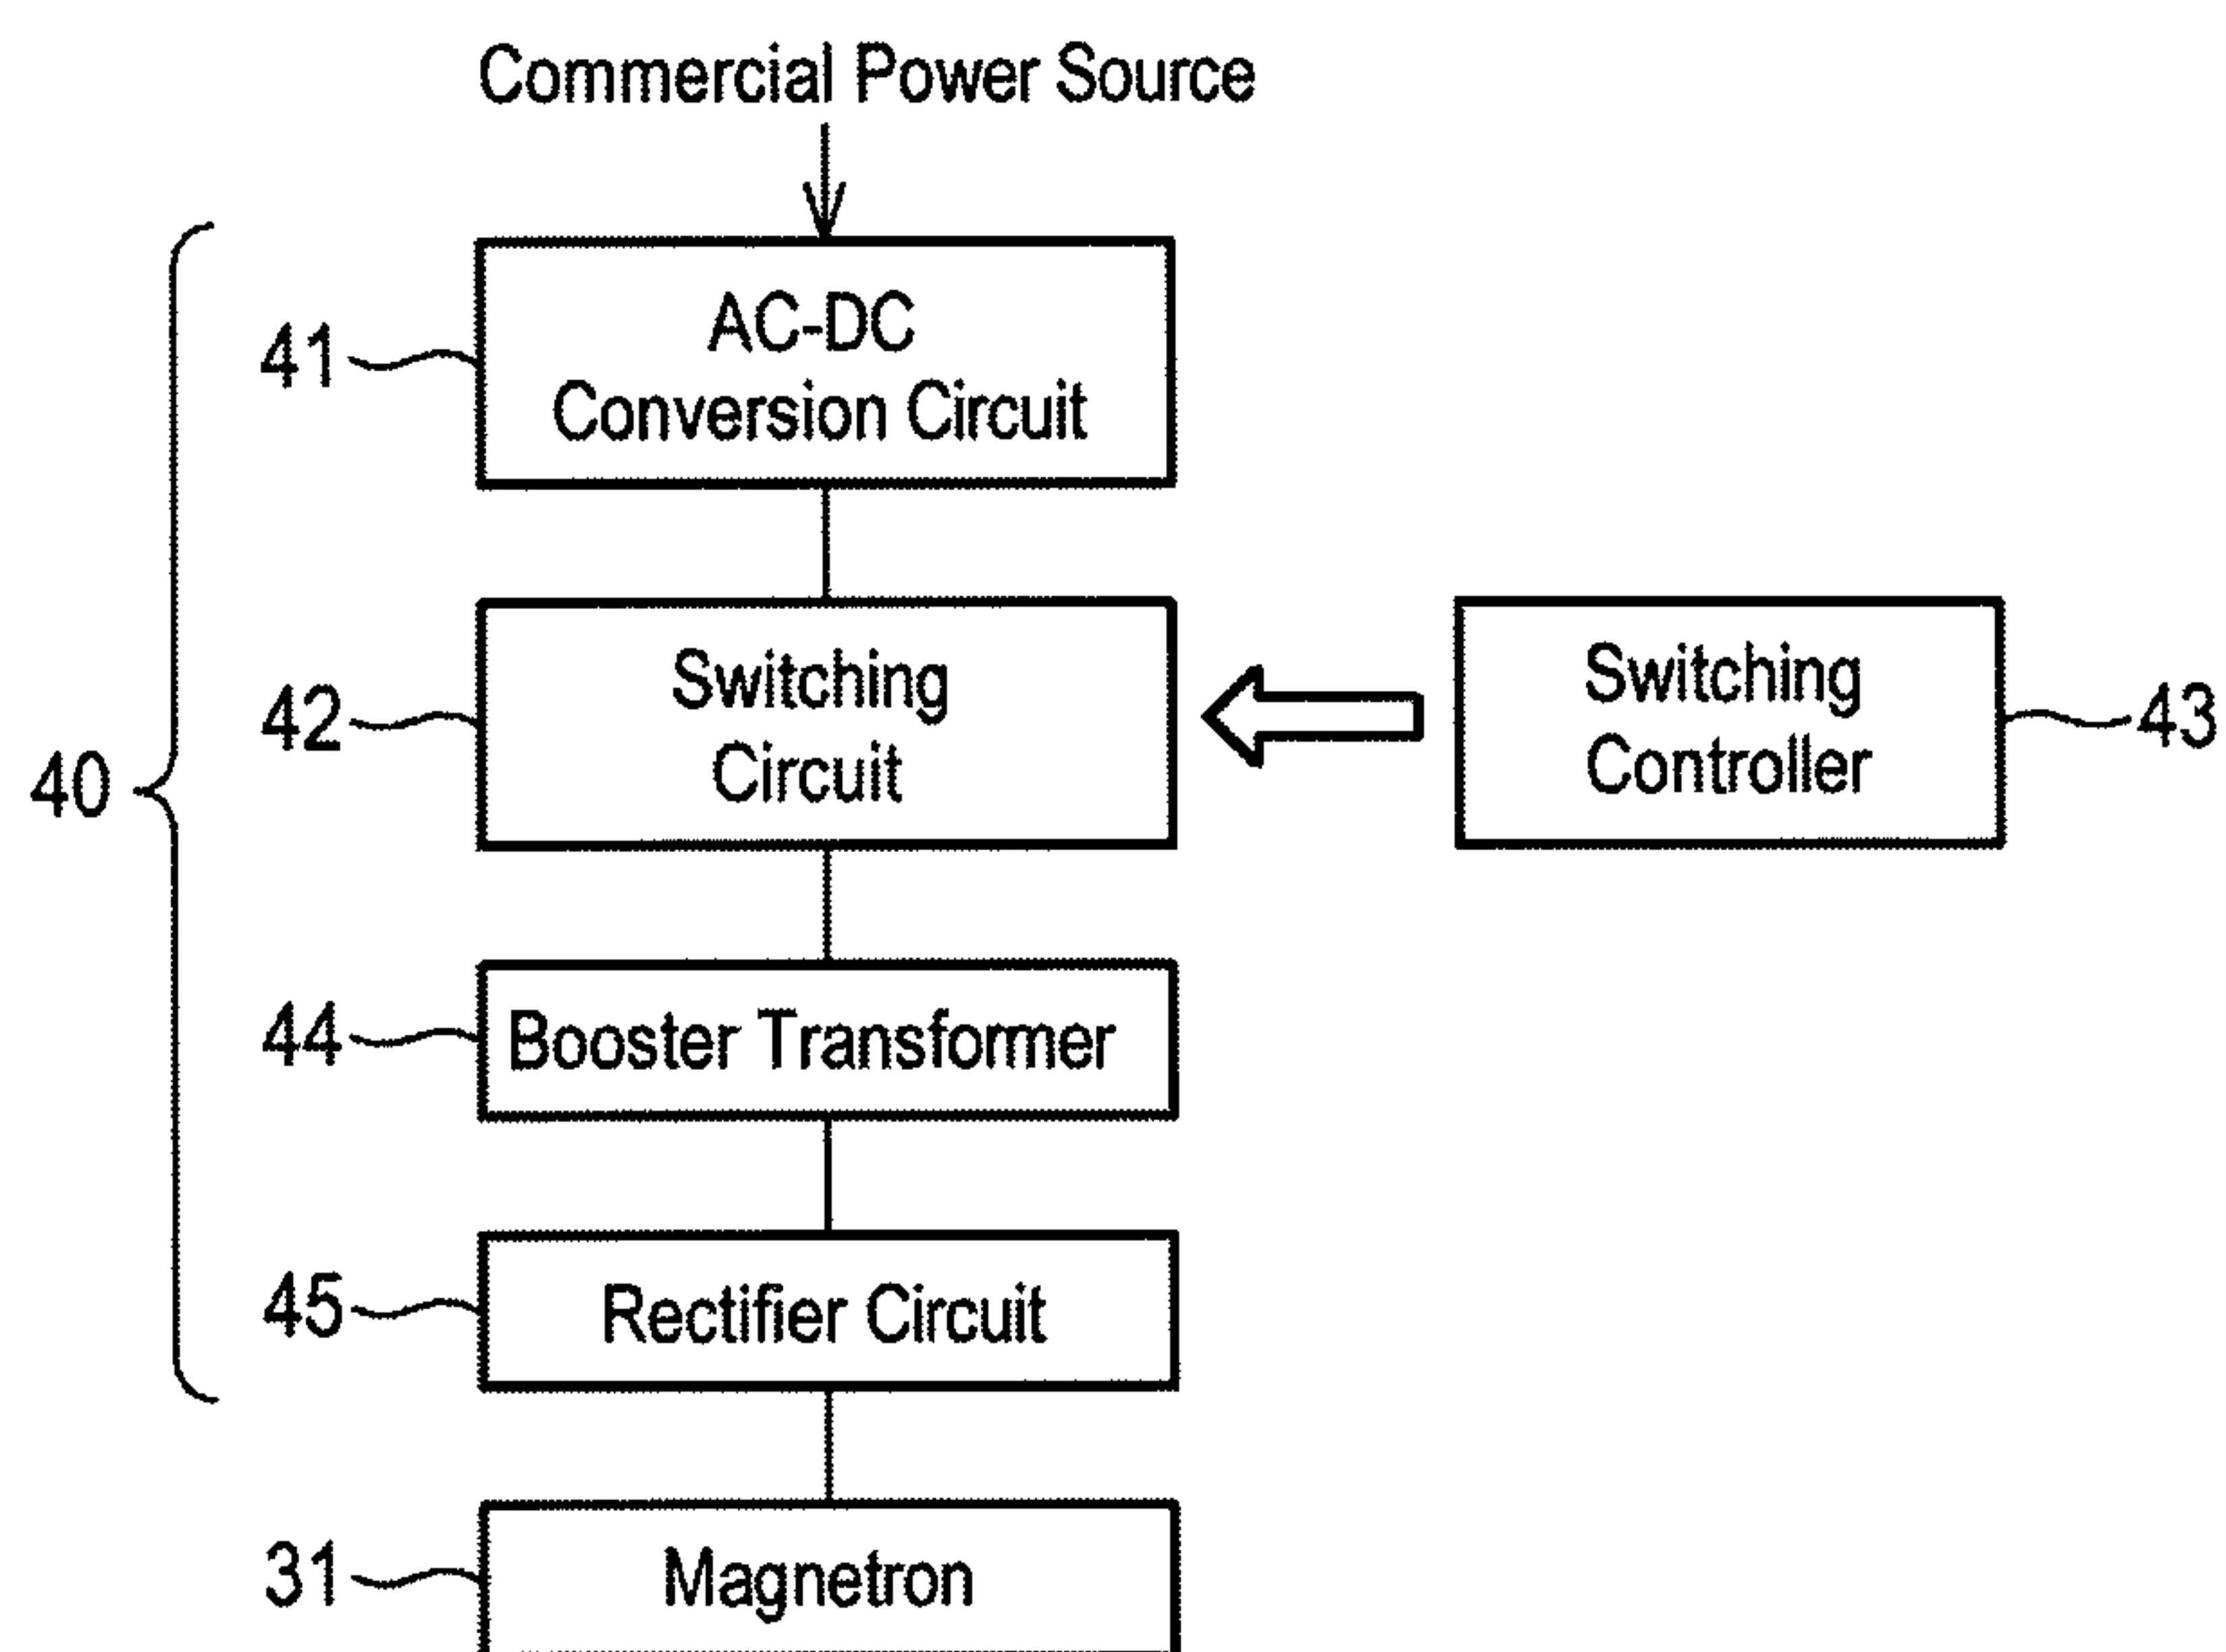 Commercial Power Source
41
AC-DC
Conversion Circuit
42
Switching
Circuit
Switching
Controller
43
40
44
Booster Transformer
45
Rectifier Circuit
31
Magnetron